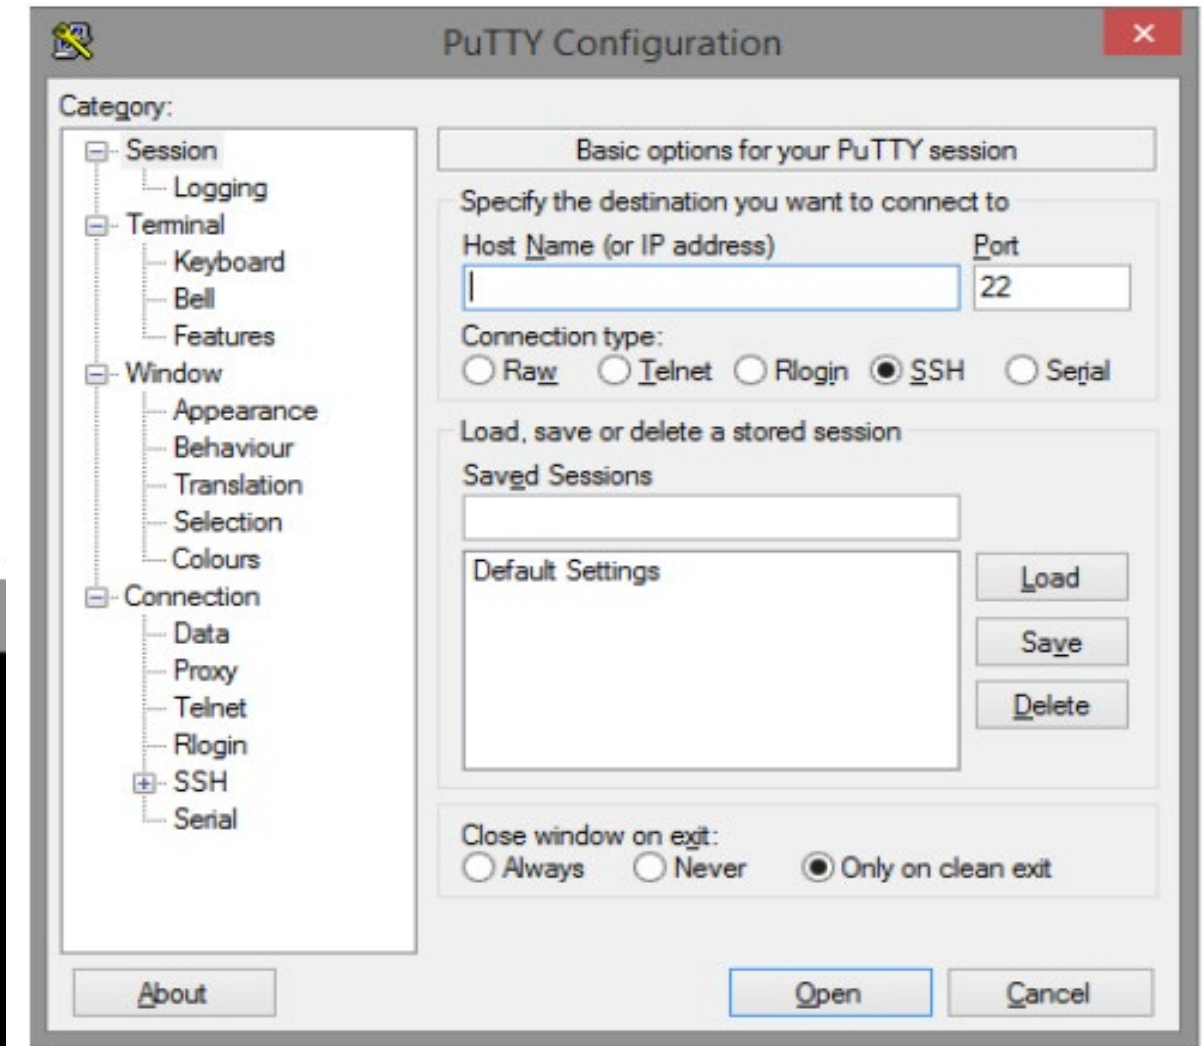 PuTTY Configuration
Category:
Session
Logging
Terminal
Keyboard
Bell
Features
Window
Appearance
Behaviour
Translation
Selection
Colours
Connection
Data
Proxy
Telnet
Rlogin
SSH
Serial
Basic options for your PuTTY session
Specify the destination you want to connect to
Host Name (or IP address) Port
22
Connection type:
Raw Telnet Rlogin SSH Serial
Load, save or delete a stored session
Saved Sessions
Default Settings
Load
Save
Delete
Close window on exit:
Always Never Only on clean exit
About Open Cancel